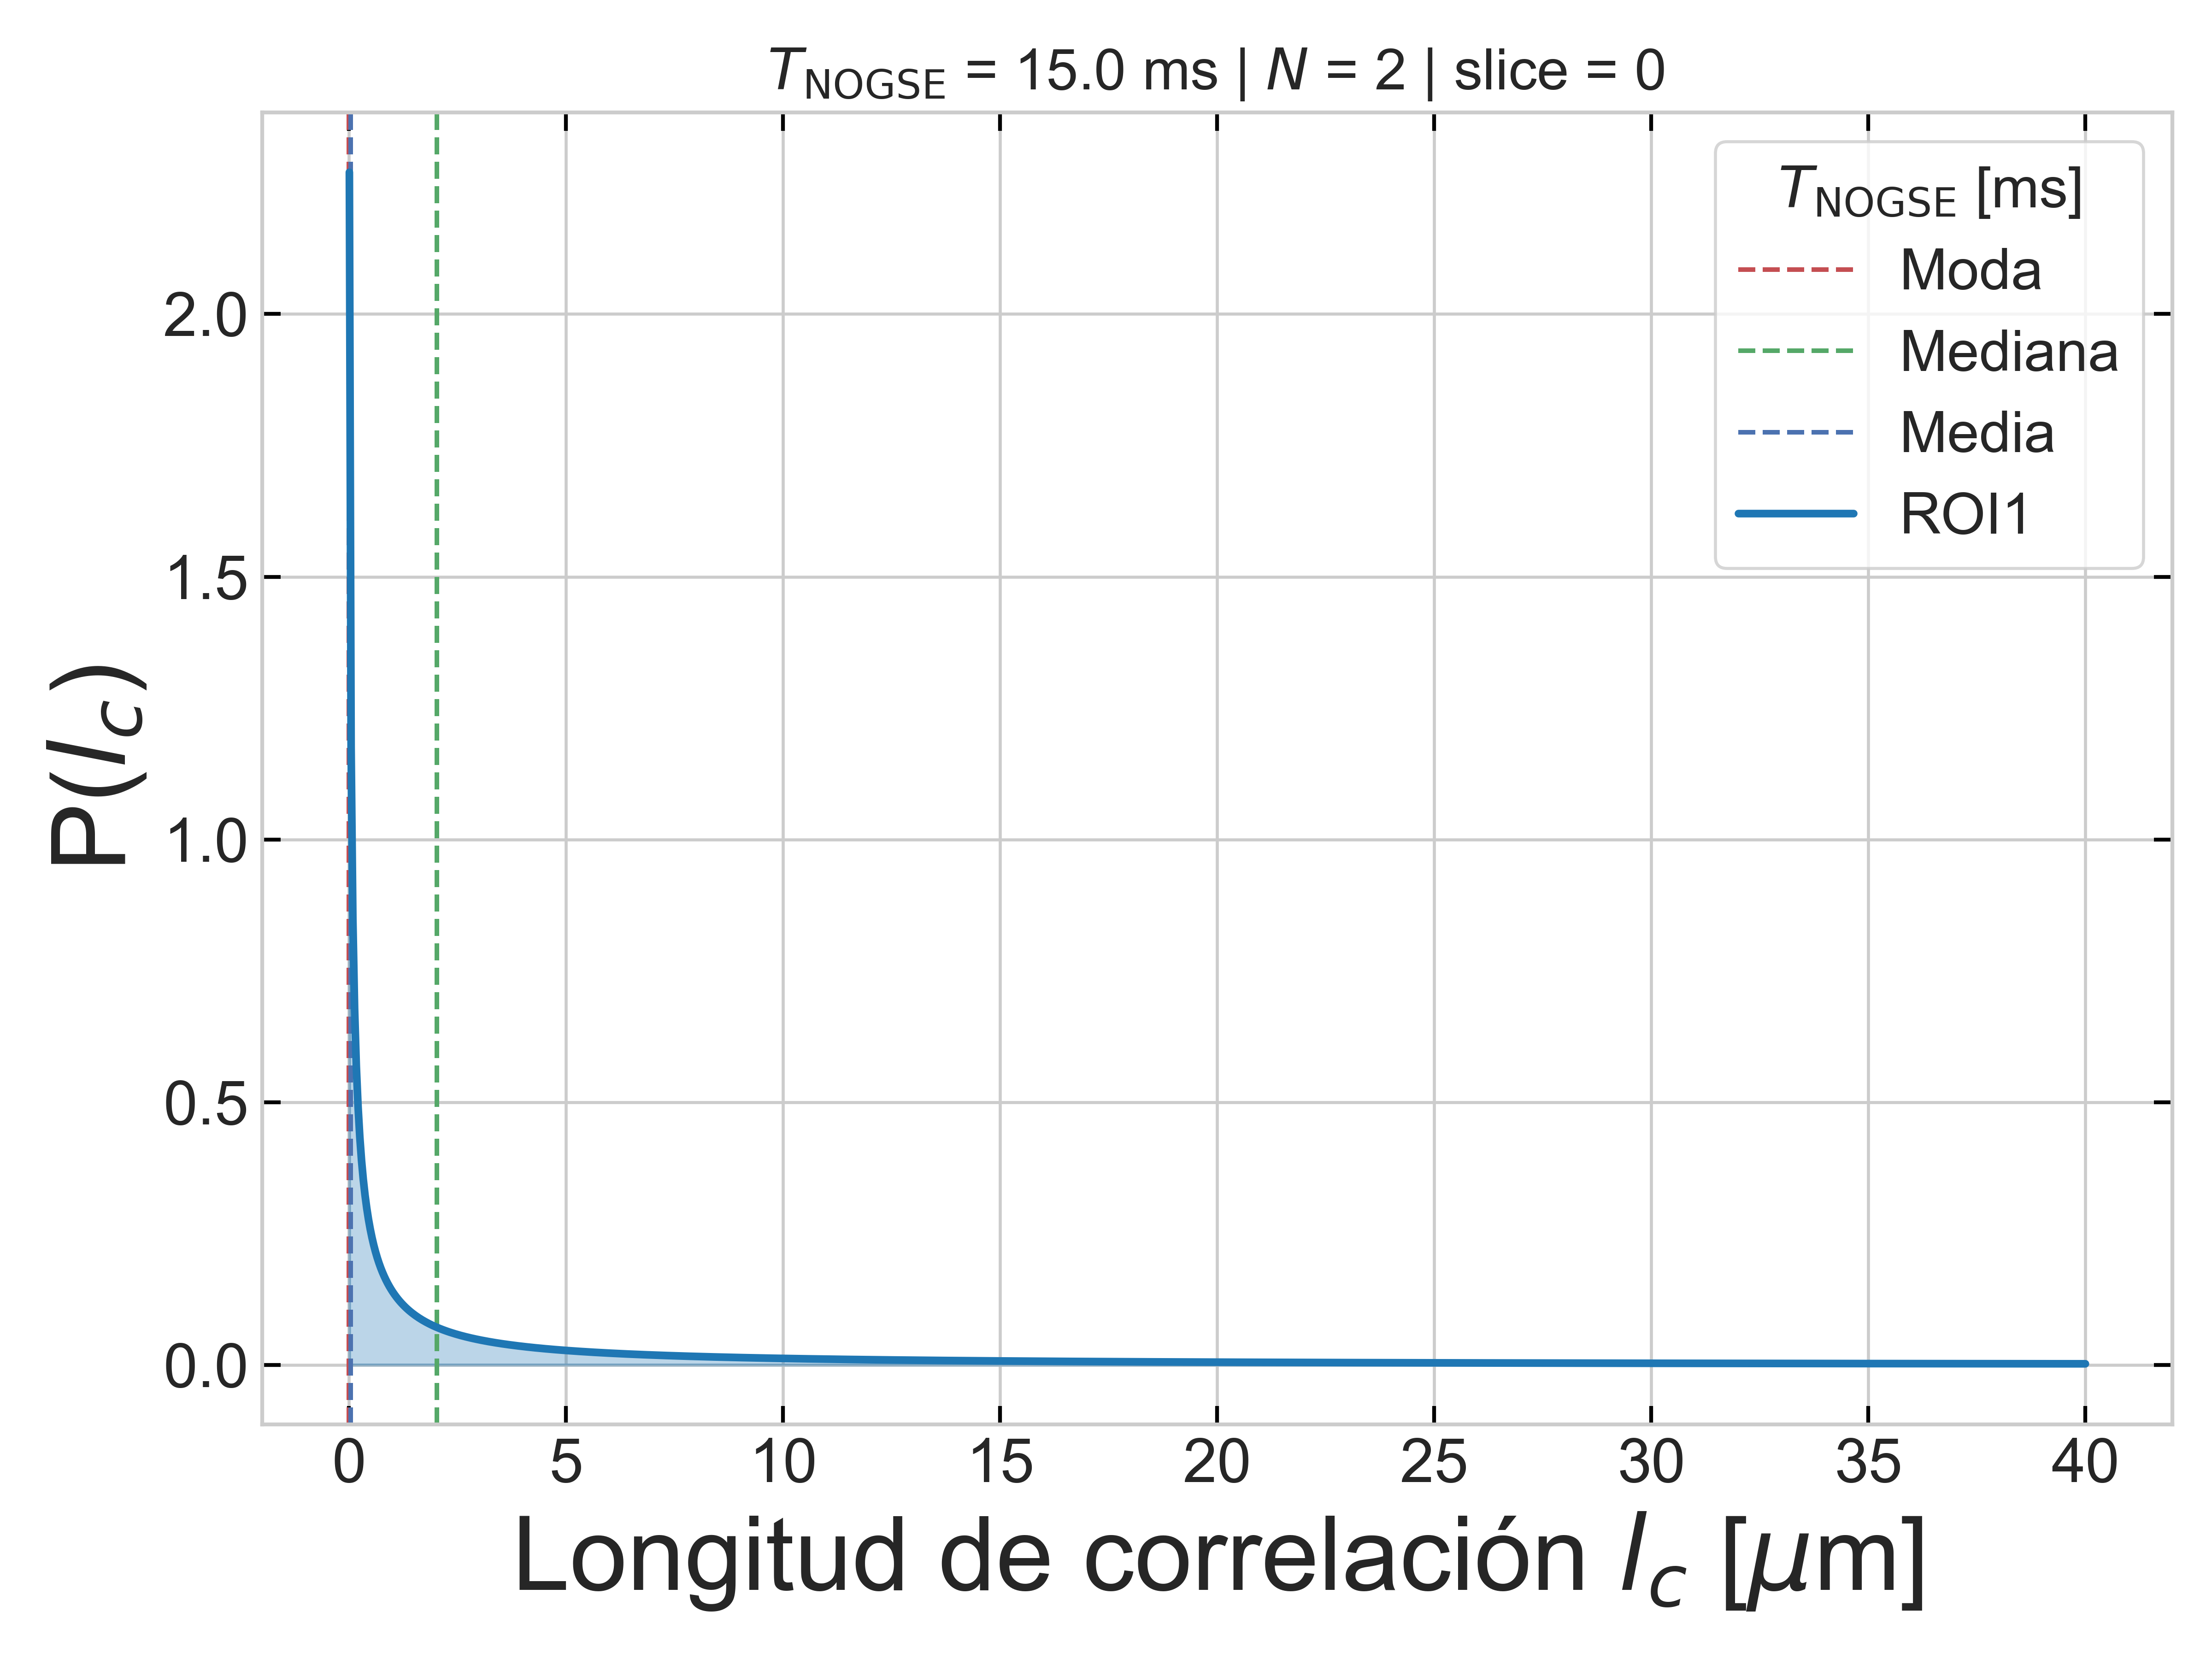 T_NOGSE = 15.0 ms | N = 2 | slice = 0
T_NOGSE [ms]
Moda
Mediana
Media
ROI1
P(l_c)
2.0
1.5
1.0
0.5
0.0
0 5 10 15 20 25 30 35 40
Longitud de correlación l_c [μm]